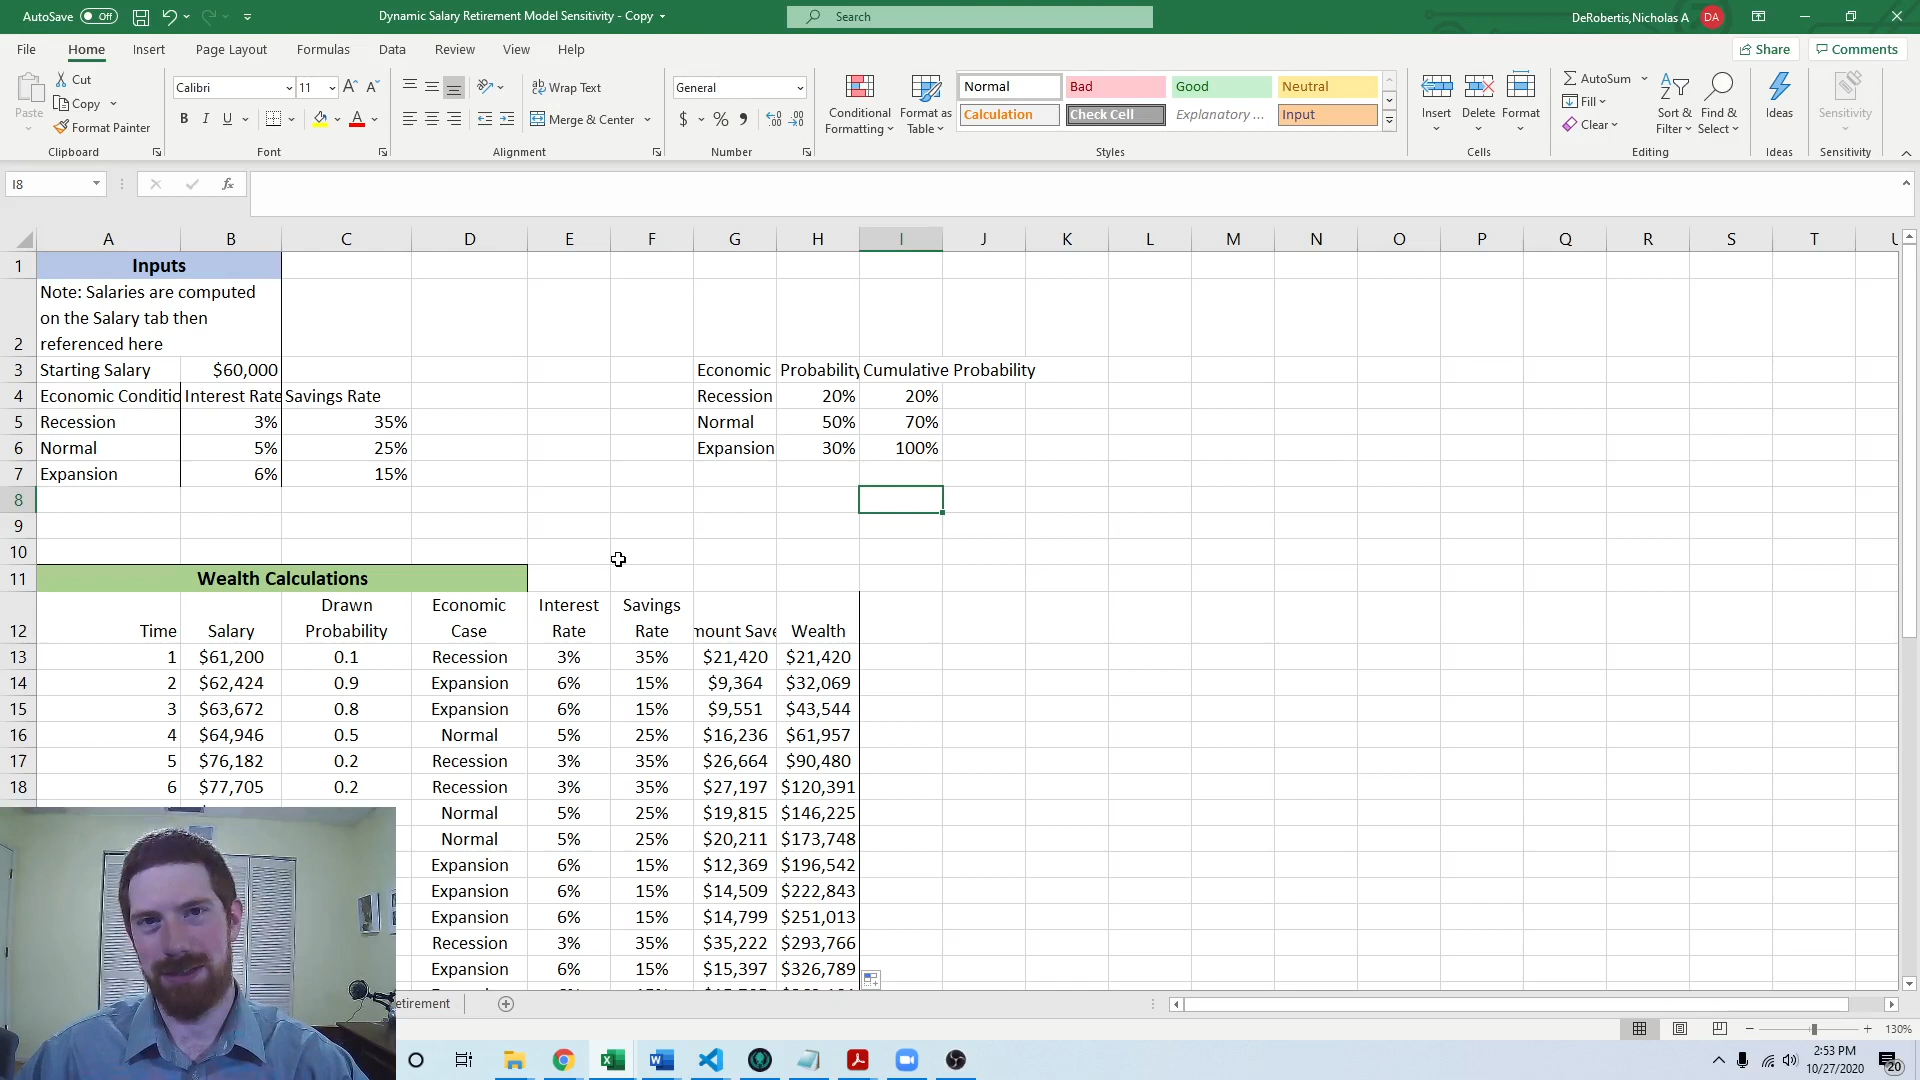 AutoSave Off
Dynamic Salary Retirement Model Sensitivity - Copy
Search
DeRobertis,Nicholas A DA
File Home Insert Page Layout Formulas Data Review View Help
Share Comments
Paste Cut Copy Format Painter
Clipboard
Calibri 11 A A
B I U A
Font
Wrap Text
Merge & Center
Alignment
General
$ %
Number
Conditional Formatting
Format as Table
Normal Bad Good Neutral
Calculation Check Cell Explanatory ... Input
Styles
Insert Delete Format
Cells
AutoSum Fill Clear
Sort & Filter Find & Select
Editing
Ideas
Ideas
Sensitivity
Sensitivity
I8 fx
A B C D E F G H I J K L M N O P Q R S T U
1 Inputs
2 Note: Salaries are computed
on the Salary tab then
referenced here
3 Starting Salary $60,000 Economic Probability Cumulative Probability
4 Economic Conditio Interest Rate Savings Rate Recession 20% 20%
5 Recession 3% 35% Normal 50% 70%
6 Normal 5% 25% Expansion 30% 100%
7 Expansion 6% 15%
8
9
10
11 Wealth Calculations
12 Time Salary Drawn Probability Economic Case Interest Rate Savings Rate mount Save Wealth
13 1 $61,200 0.1 Recession 3% 35% $21,420 $21,420
14 2 $62,424 0.9 Expansion 6% 15% $9,364 $32,069
15 3 $63,672 0.8 Expansion 6% 15% $9,551 $43,544
16 4 $64,946 0.5 Normal 5% 25% $16,236 $61,957
17 5 $76,182 0.2 Recession 3% 35% $26,664 $90,480
18 6 $77,705 0.2 Recession 3% 35% $27,197 $120,391
Normal 5% 25% $19,815 $146,225
Normal 5% 25% $20,211 $173,748
Expansion 6% 15% $12,369 $196,542
Expansion 6% 15% $14,509 $222,843
Expansion 6% 15% $14,799 $251,013
Recession 3% 35% $35,222 $293,766
Expansion 6% 15% $15,397 $326,789
etirement
130%
2:53 PM
10/27/2020
20